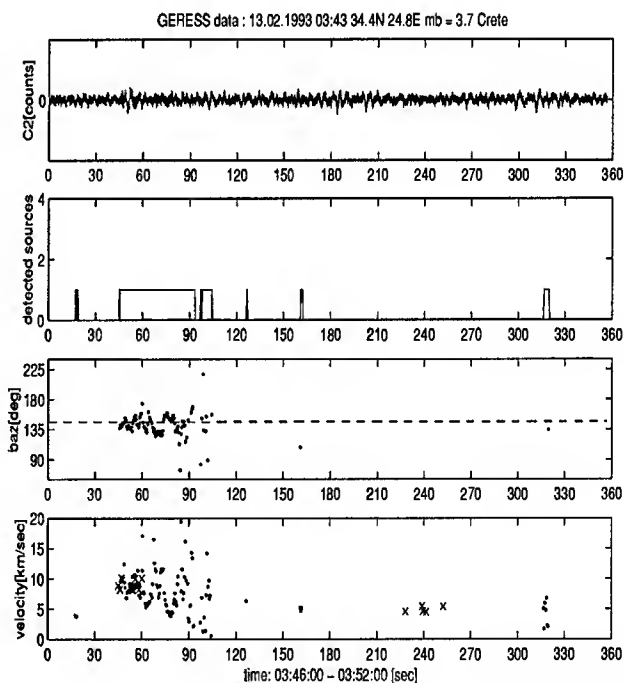 GERESS data : 13.02.1993 03:43 34.4N 24.8E mb = 3.7 Crete
C2[counts]
0
0 30 60 90 120 150 180 210 240 270 300 330 360
detected sources
4
2
0
0 30 60 90 120 150 180 210 240 270 300 330 360
baz[deg]
225
180
135
90
0 30 60 90 120 150 180 210 240 270 300 330 360
velocity[km/sec]
20
15
10
5
0
0 30 60 90 120 150 180 210 240 270 300 330 360
time: 03:46:00 – 03:52:00 [sec]